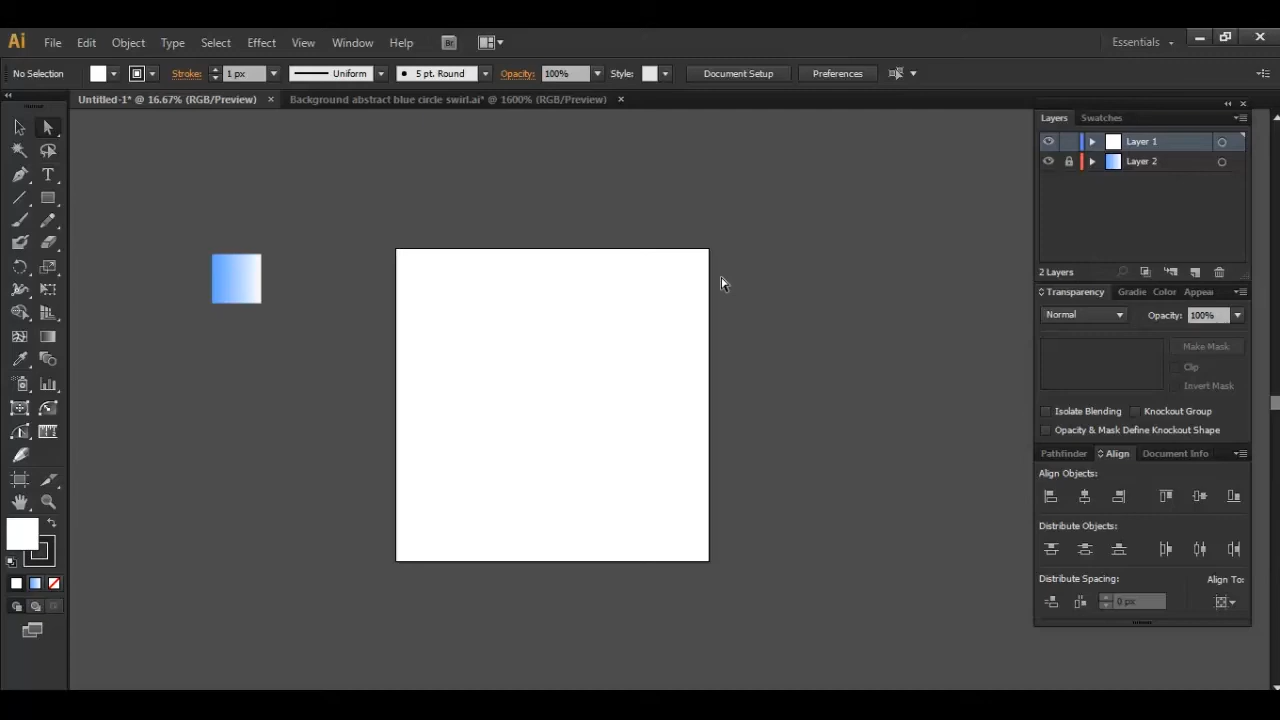 Ai File Edit Object Type Select Effect View Window Help Br Essentials
No Selection Stroke: 1 px Uniform 5 pt. Round Opacity: 100% Style: Document Setup Preferences
Untitled-1* @ 16.67% (RGB/Preview) × Background abstract blue circle swirl.ai* @ 1600% (RGB/Preview) ×
Layers Swatches
Layer 1
Layer 2
2 Layers
Transparency Gradie Color Appear
Normal Opacity: 100%
Make Mask
Clip
Invert Mask
Isolate Blending Knockout Group
Opacity & Mask Define Knockout Shape
Pathfinder Align Document Info
Align Objects:
Distribute Objects:
Distribute Spacing: Align To:
0 px